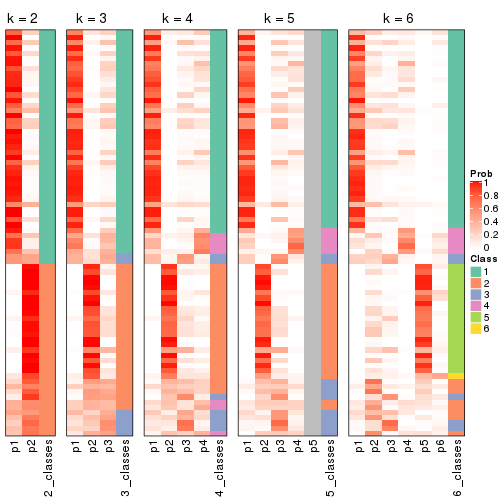 k = 2
k = 3
k = 4
k = 5
k = 6
Prob
1
0.8
0.6
0.4
0.2
0
Class
1
2
3
4
5
6
p1
p2
2_classes
p1
p2
p3
3_classes
p1
p2
p3
p4
4_classes
p1
p2
p3
p4
p5
5_classes
p1
p2
p3
p4
p5
p6
6_classes